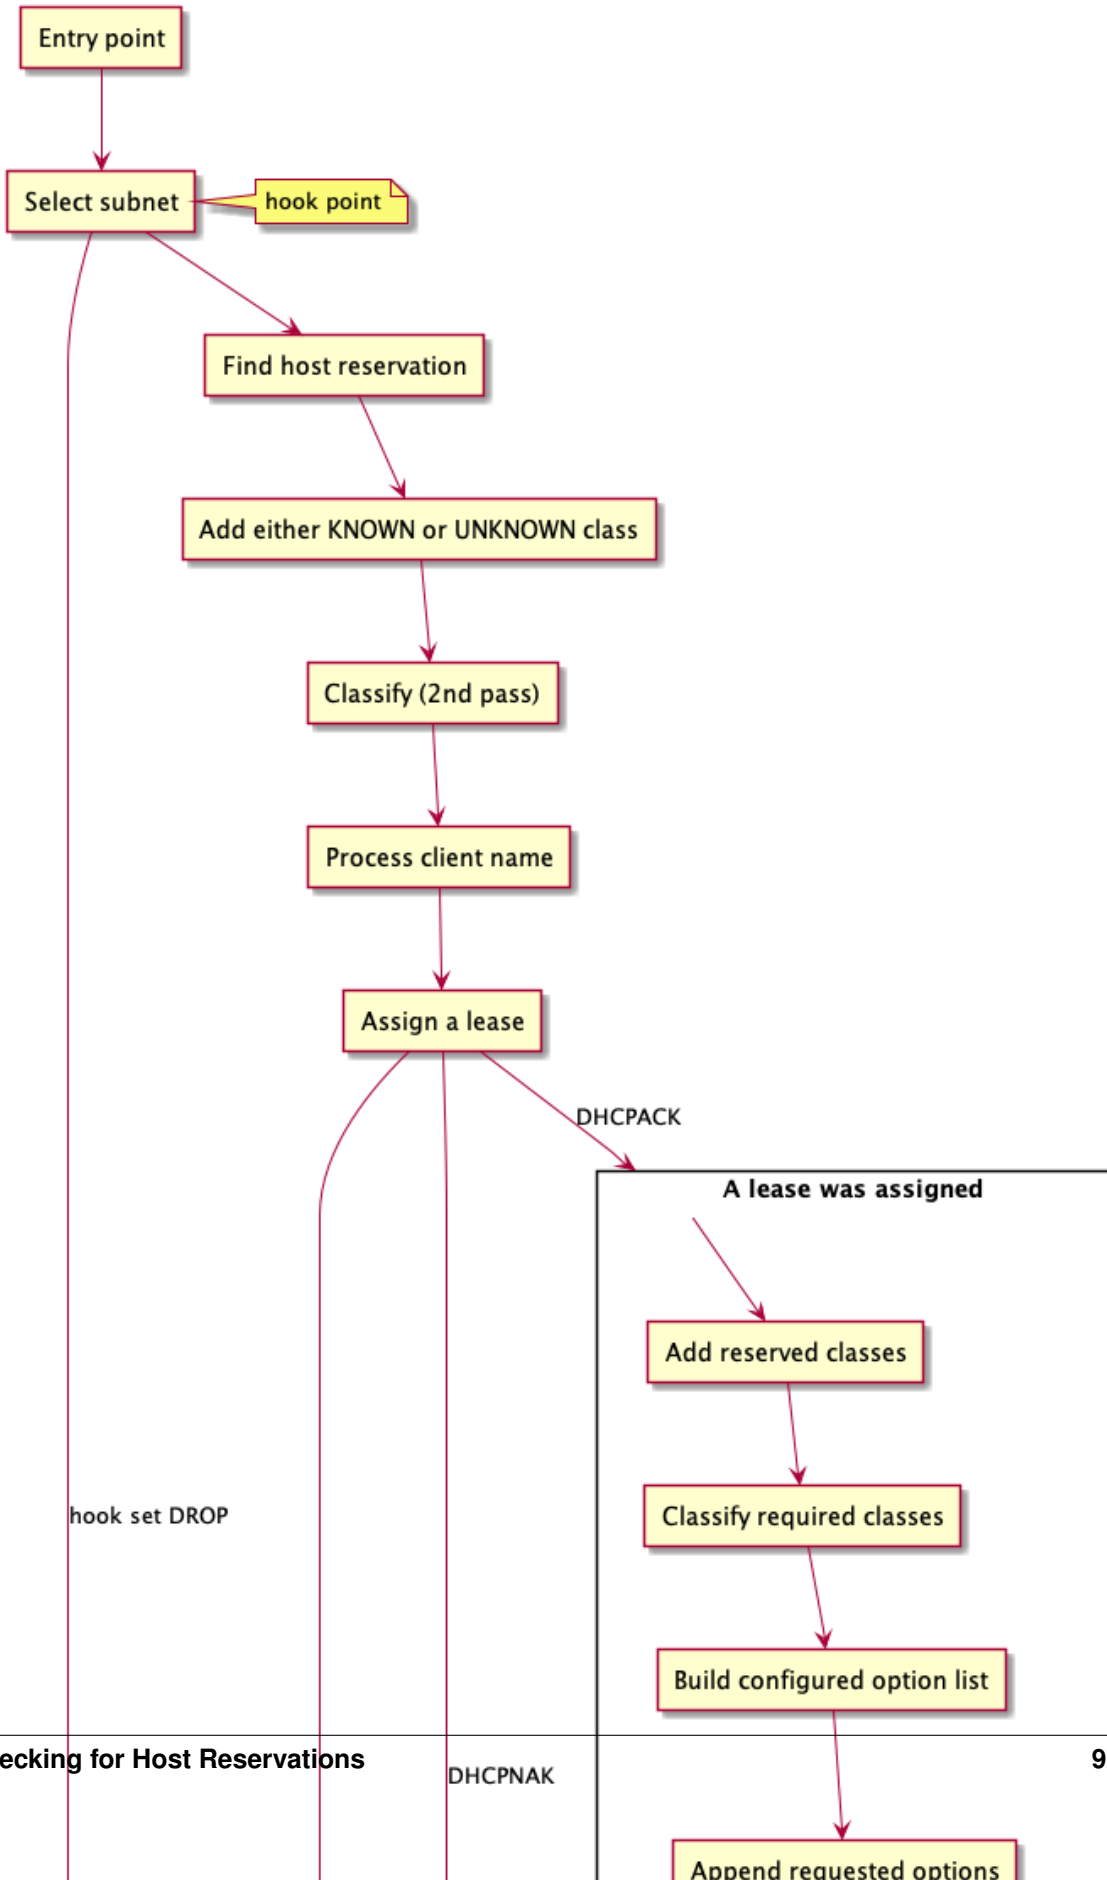 Entry point
Select subnet
hook point
Find host reservation
Add either KNOWN or UNKNOWN class
Classify (2nd pass)
Process client name
Assign a lease
DHCPACK
A lease was assigned
Add reserved classes
hook set DROP
Classify required classes
Build configured option list
ecking for Host Reservations
9
DHCPNAK
Append requested options